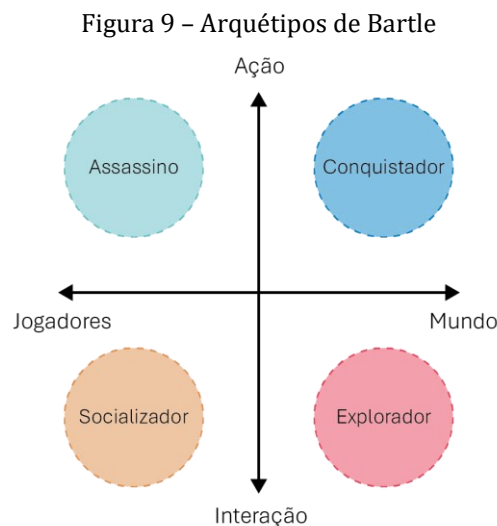 Figura 9 – Arquétipos de Bartle
Ação
Assassino
Conquistador
Jogadores
Mundo
Socializador
Explorador
Interação